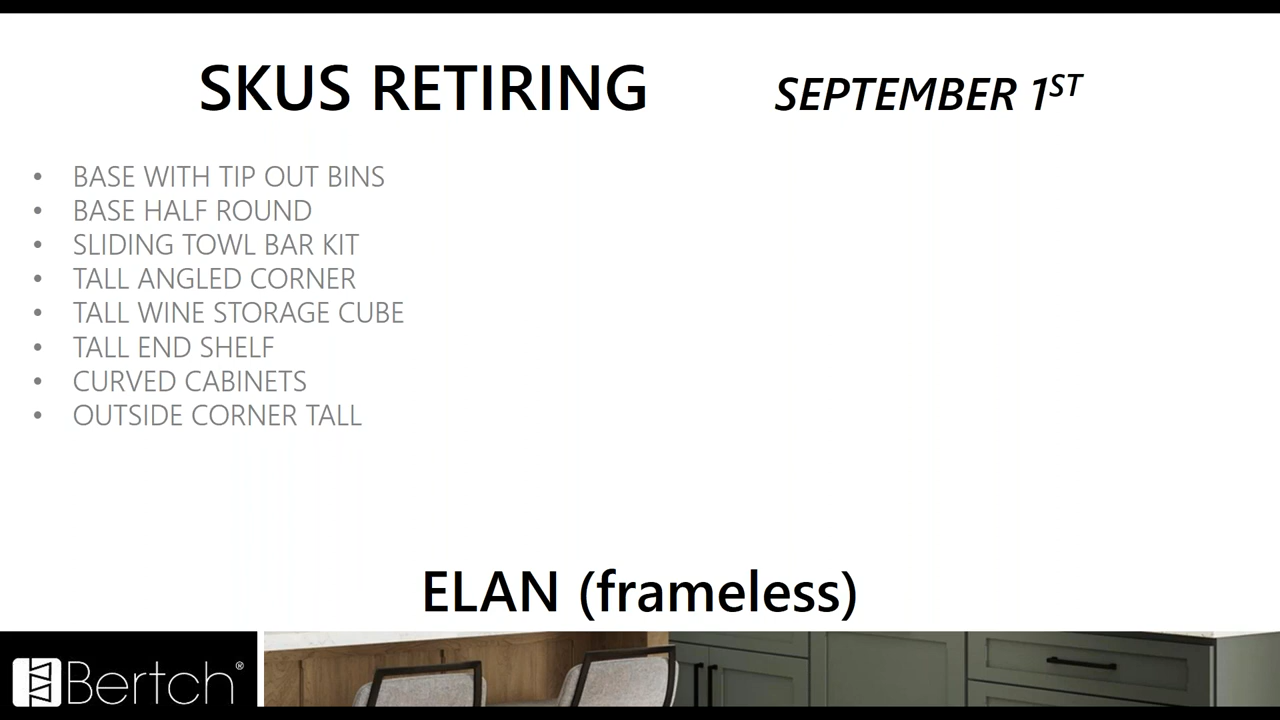 SKUS RETIRING
SEPTEMBER 1ST
• BASE WITH TIP OUT BINS
• BASE HALF ROUND
• SLIDING TOWL BAR KIT
• TALL ANGLED CORNER
• TALL WINE STORAGE CUBE
• TALL END SHELF
• CURVED CABINETS
• OUTSIDE CORNER TALL
ELAN (frameless)
Bertch®